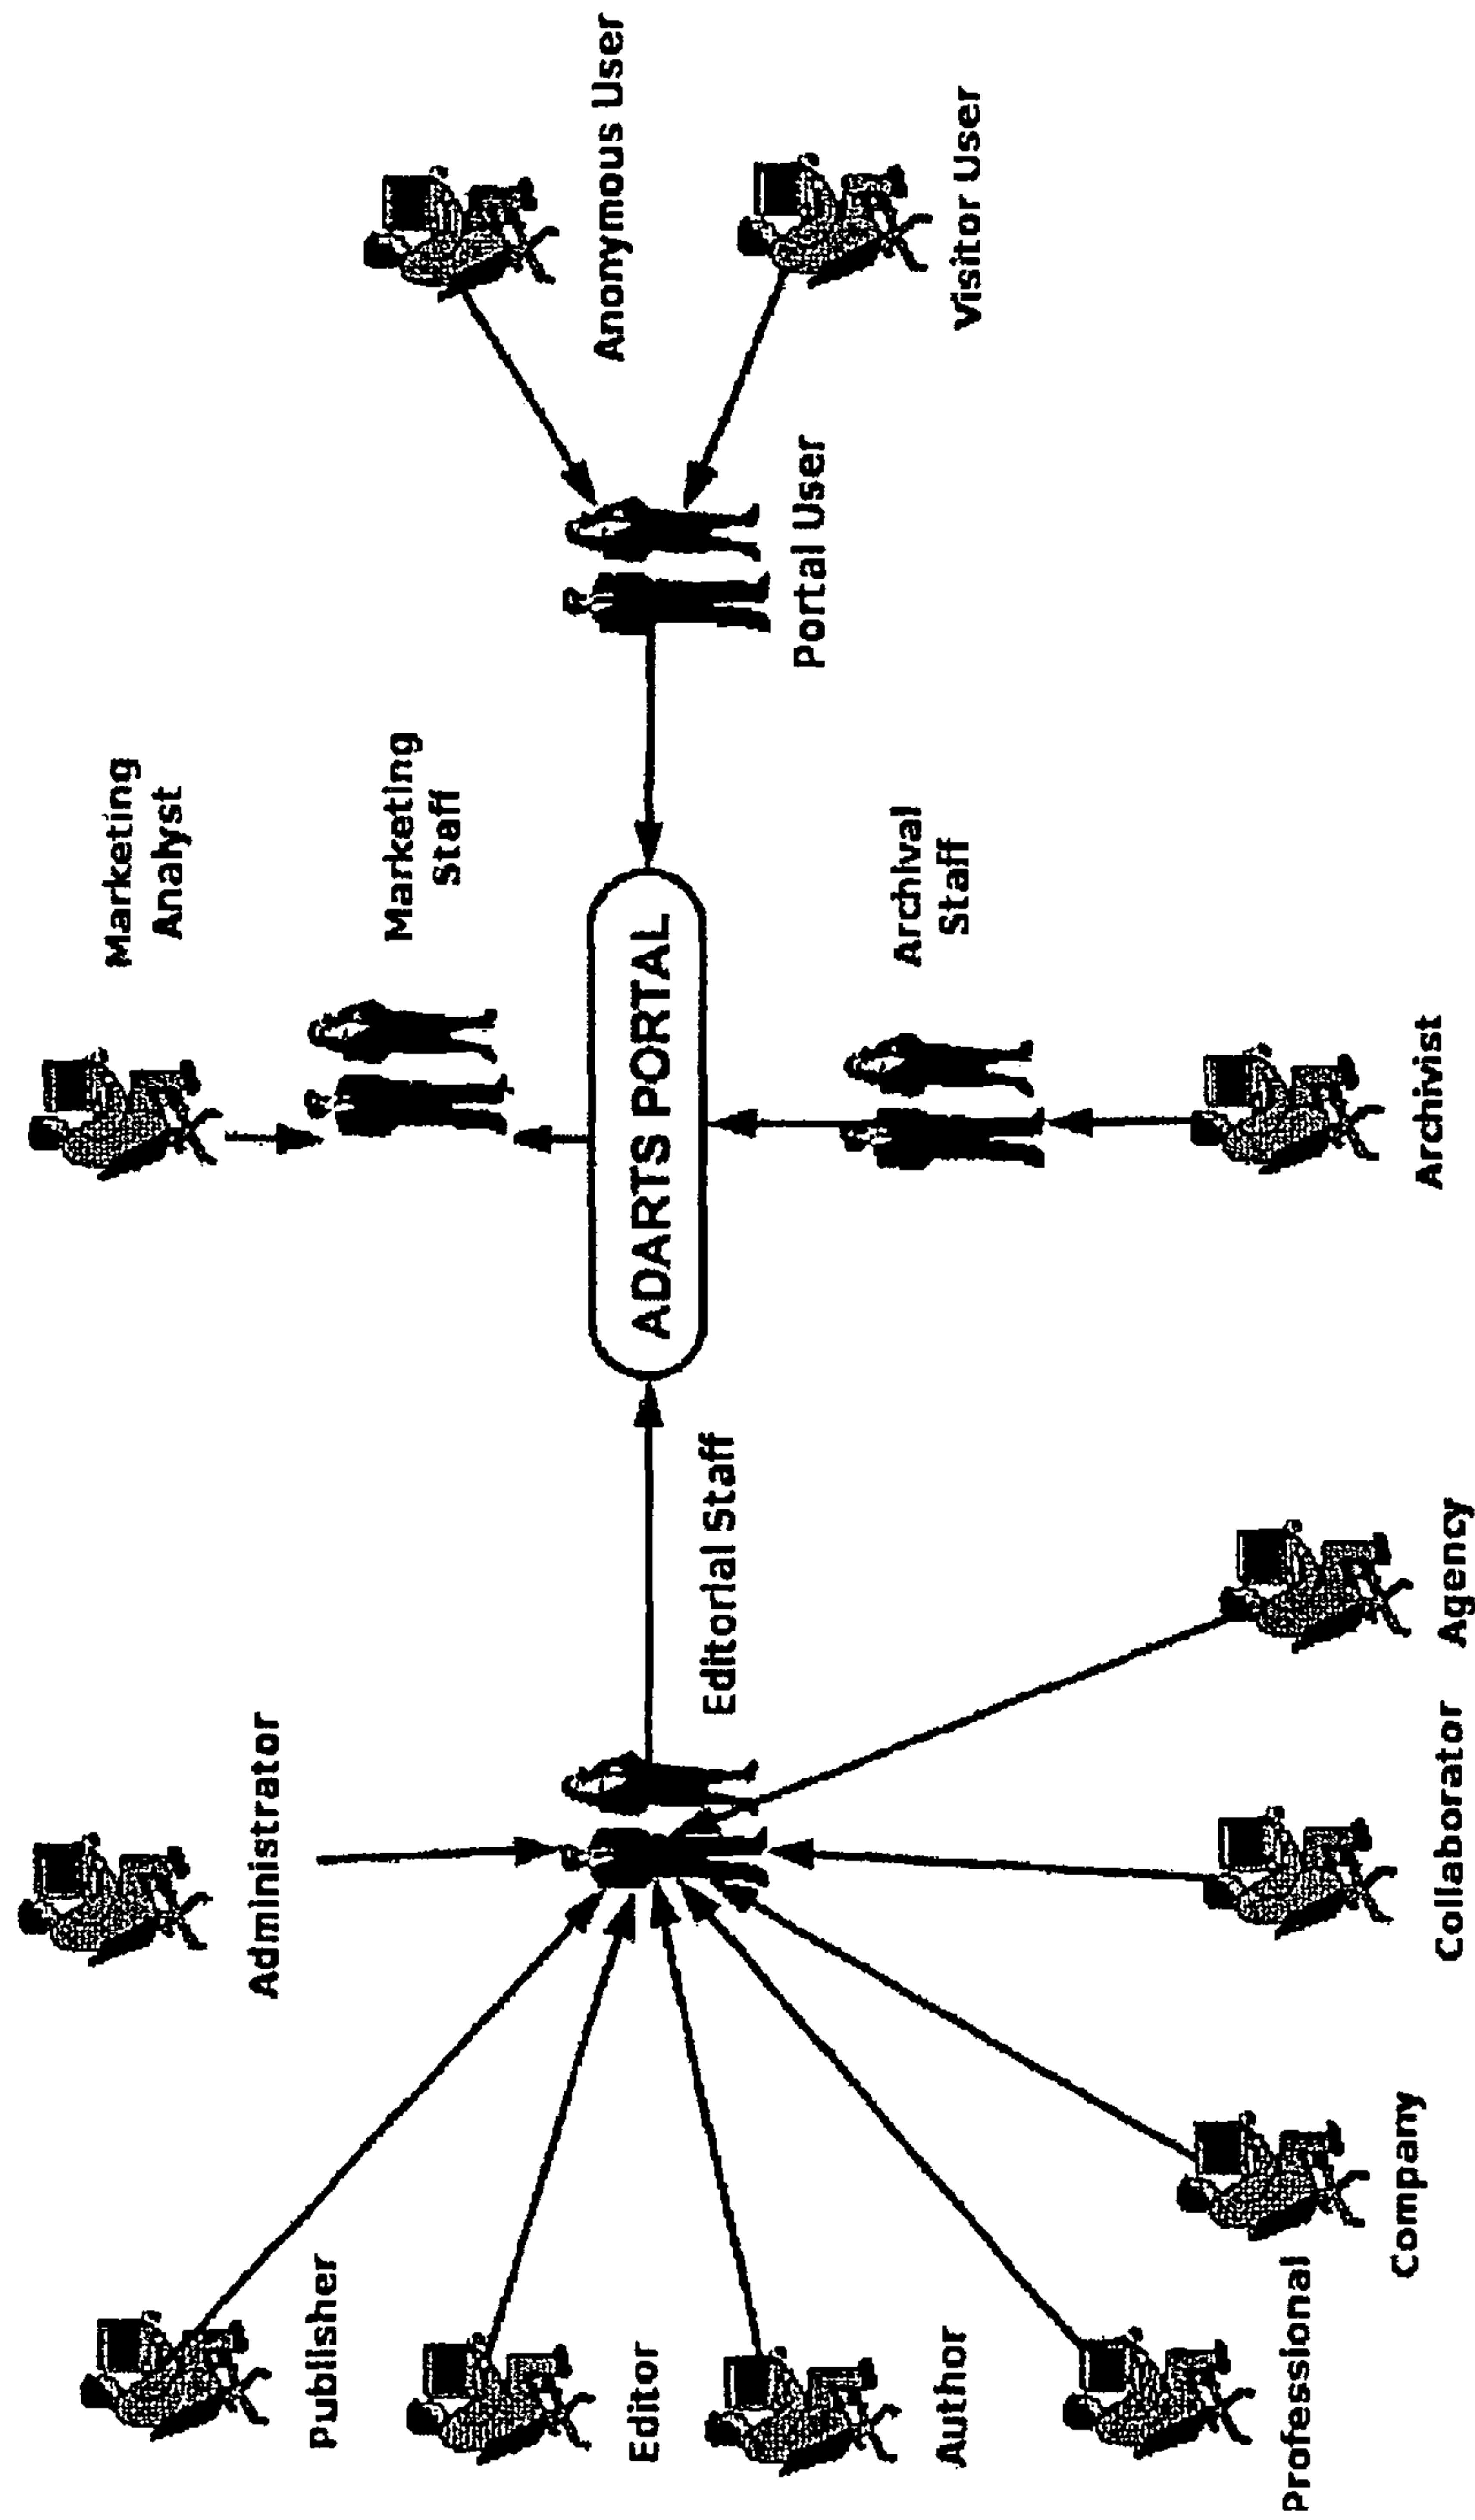 Marketing
Analyst
Administrator
Publisher
Marketing
Staff
Anonymous User
Editor
ADARTS PORTAL
Editorial Staff
Portal User
Archival
Staff
Author
Visitor User
Professional
Company
Archivist
Collaborator
Agency